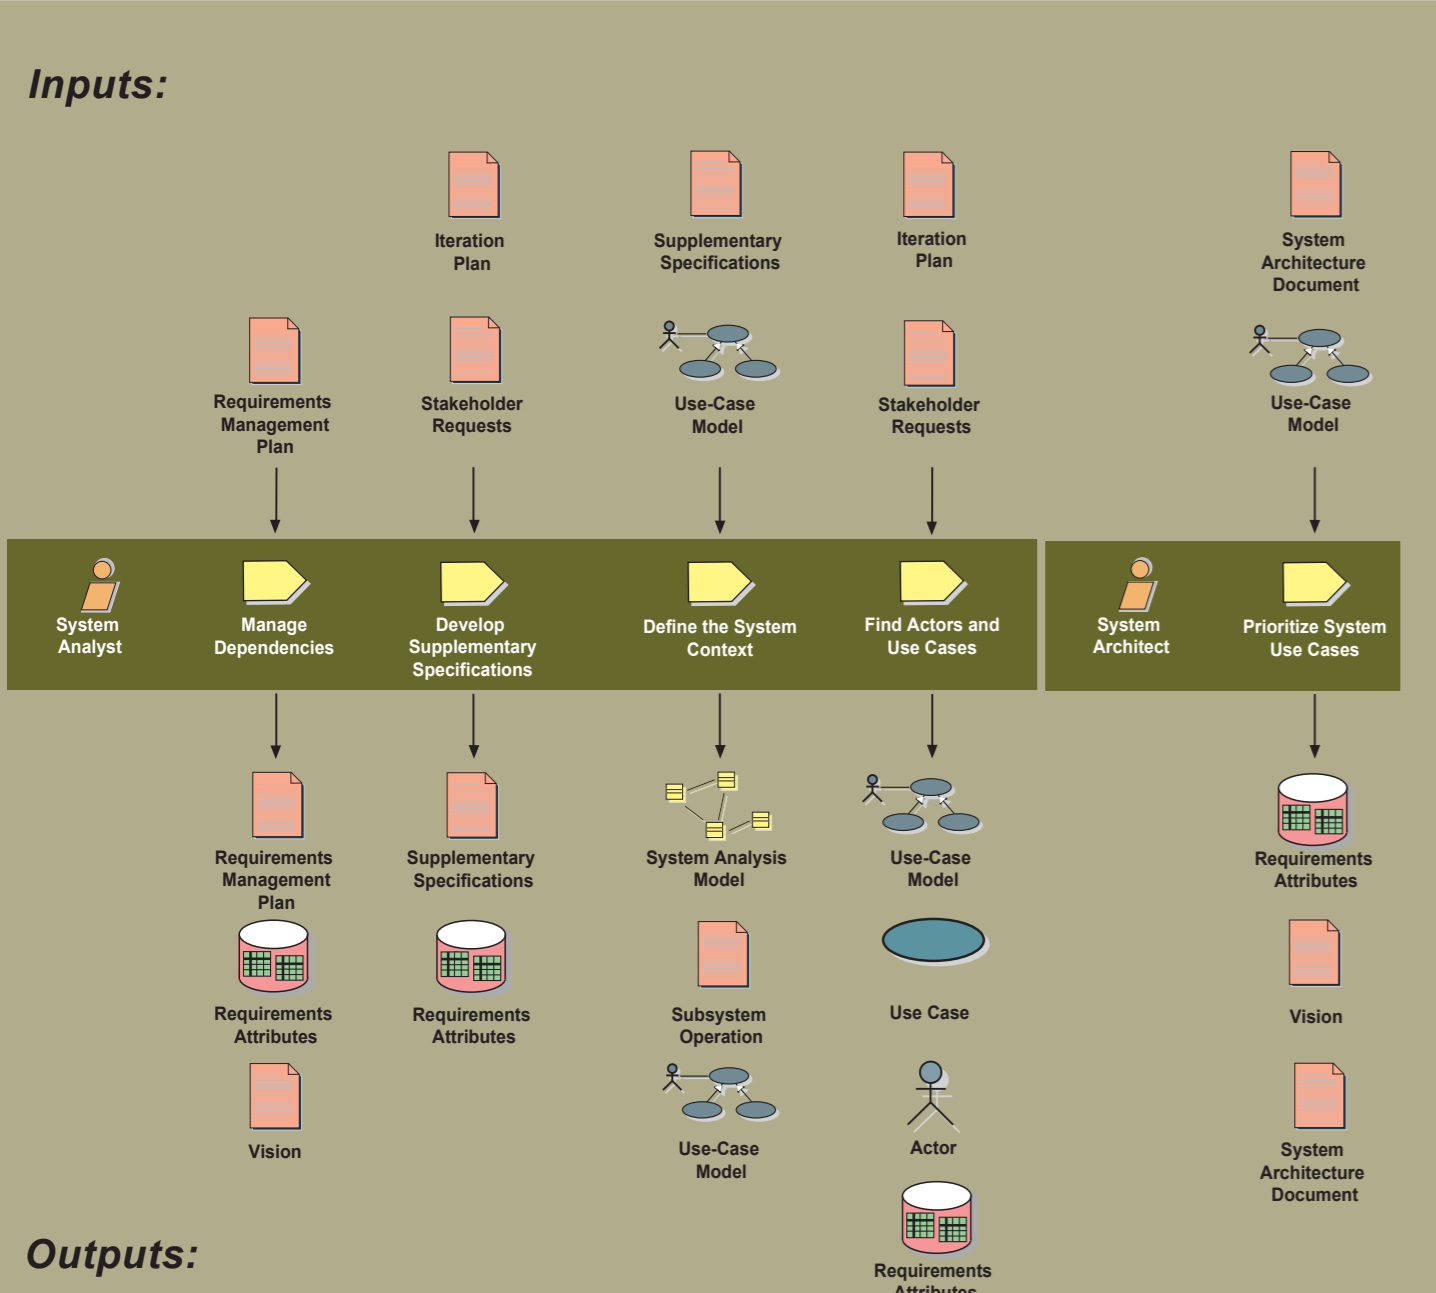 Inputs:
Iteration
Plan
Supplementary
Specifications
Iteration
Plan
System
Architecture
Document
Requirements
Management
Plan
Stakeholder
Requests
Use-Case
Model
Stakeholder
Requests
Use-Case
Model
System
Analyst
Manage
Dependencies
Develop
Supplementary
Specifications
Define the System
Context
Find Actors and
Use Cases
System
Architect
Prioritize System
Use Cases
Requirements
Management
Plan
Supplementary
Specifications
System Analysis
Model
Use-Case
Model
Requirements
Attributes
Requirements
Attributes
Requirements
Attributes
Subsystem
Operation
Use Case
Vision
Vision
Use-Case
Model
Actor
System
Architecture
Document
Outputs:
Requirements
Attributes